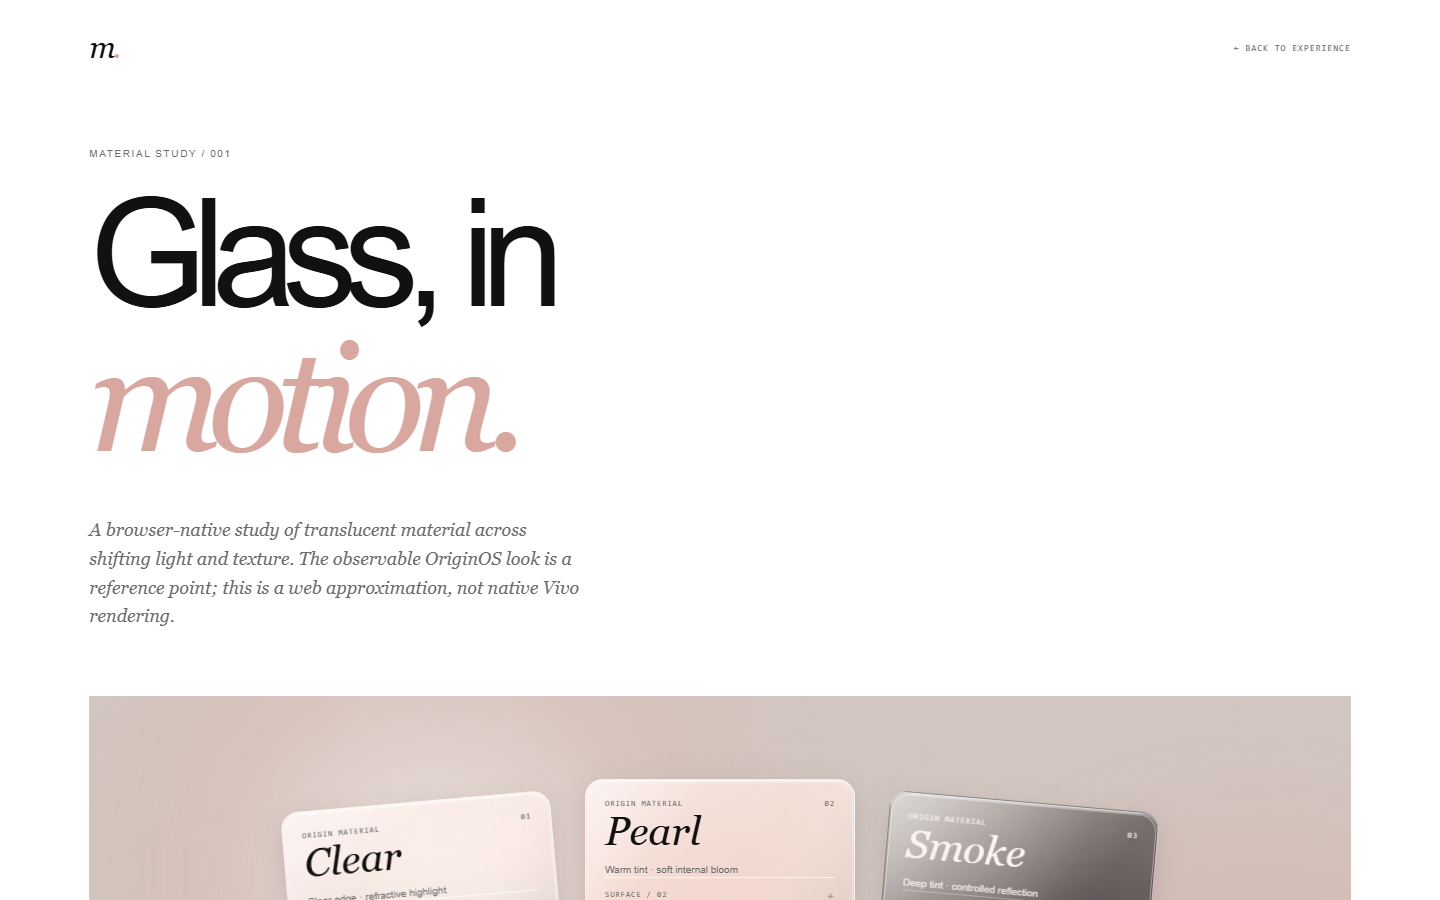 m.
← BACK TO EXPERIENCE
MATERIAL STUDY / 001
Glass, in
motion.
A browser-native study of translucent material across
shifting light and texture. The observable OriginOS look is a
reference point; this is a web approximation, not native Vivo
rendering.
ORIGIN MATERIAL
01
Clear
Clear edge · refractive highlight
ORIGIN MATERIAL
02
Pearl
Warm tint · soft internal bloom
SURFACE / 02
+
ORIGIN MATERIAL
03
Smoke
Deep tint · controlled reflection